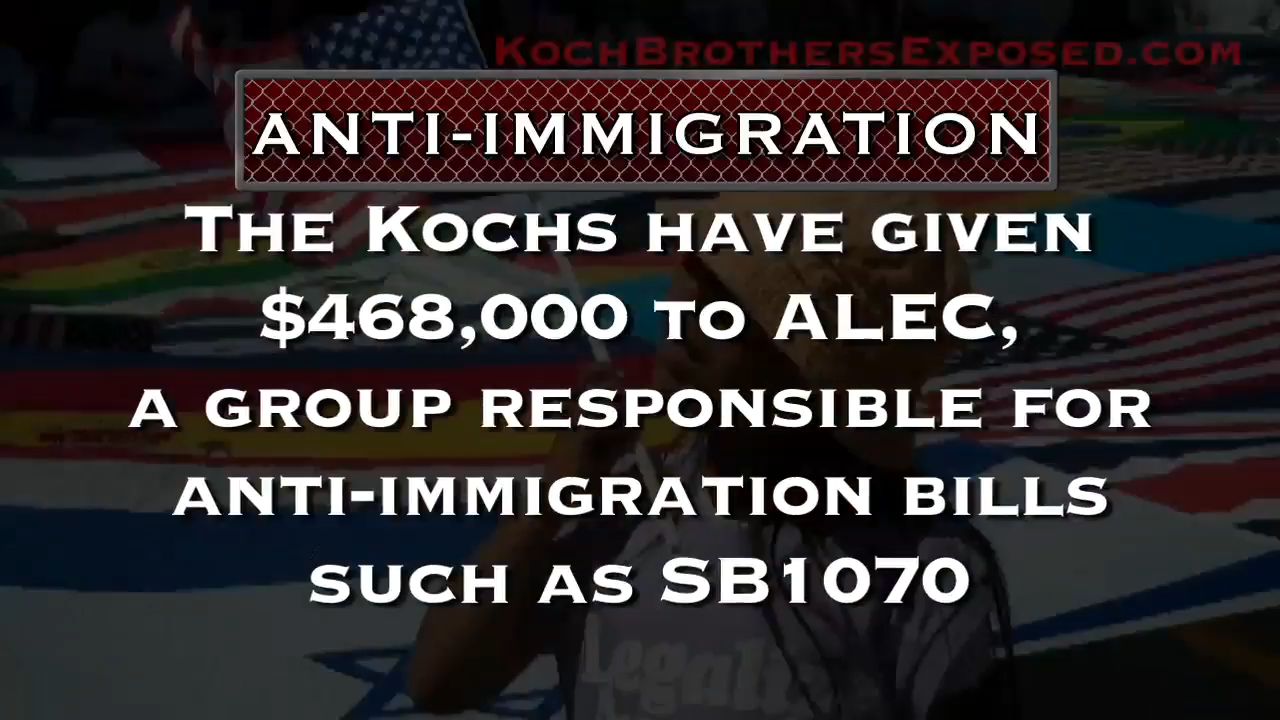 KochBrothersExposed.com
ANTI-IMMIGRATION
The Kochs have given
$468,000 to ALEC,
a group responsible for
anti-immigration bills
such as SB1070